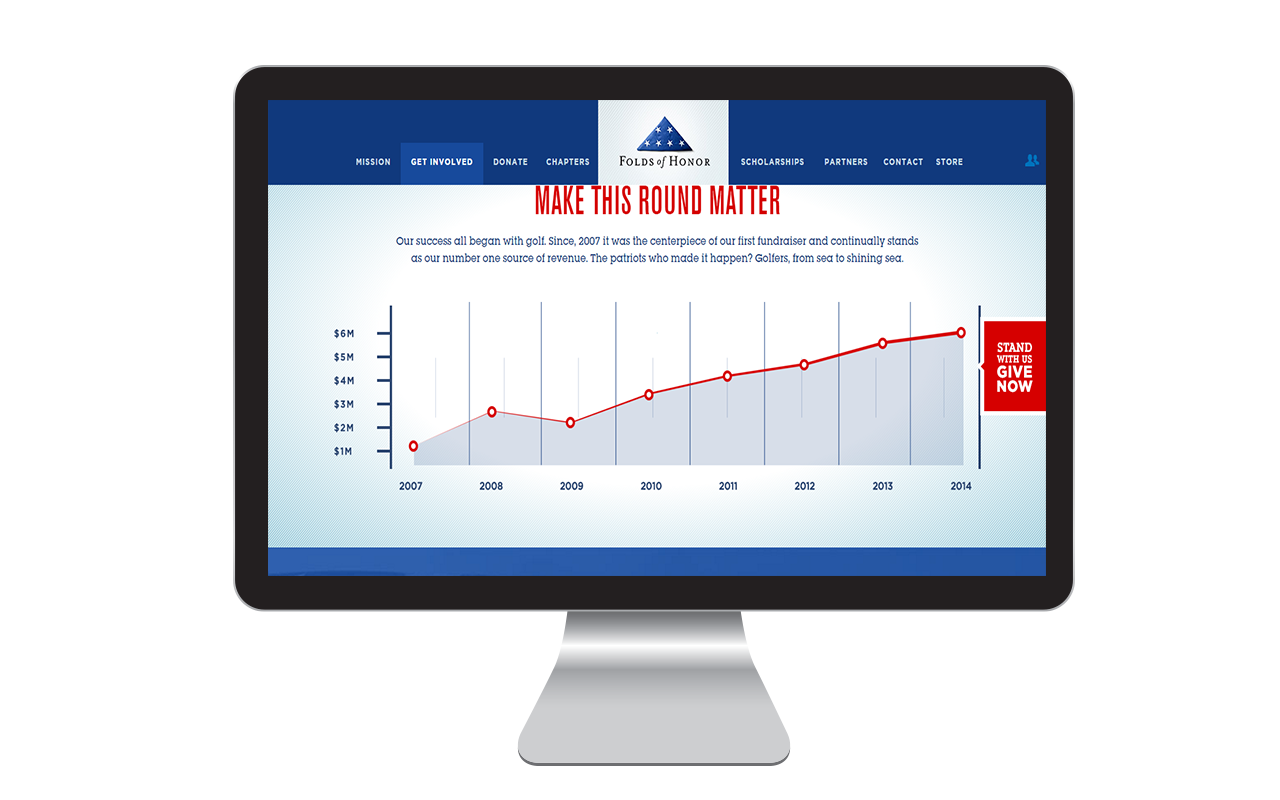 MISSION GET INVOLVED DONATE CHAPTERS FOLDS of HONOR SCHOLARSHIPS PARTNERS CONTACT STORE
MAKE THIS ROUND MATTER
Our success all began with golf. Since, 2007 it was the centerpiece of our first fundraiser and continually stands
as our number one source of revenue. The patriots who made it happen? Golfers, from sea to shining sea.
$6M
$5M
$4M
$3M
$2M
$1M
2007 2008 2009 2010 2011 2012 2013 2014
STAND
WITH US
GIVE
NOW